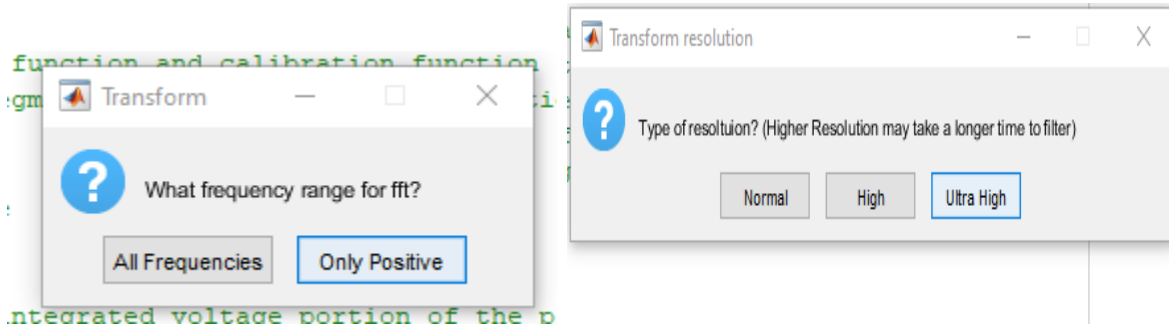 function and calibration function
Transform
What frequency range for fft?
All Frequencies
Only Positive
integrated voltage portion of the p
Transform resolution
Type of resoltuion? (Higher Resolution may take a longer time to filter)
Normal
High
Ultra High